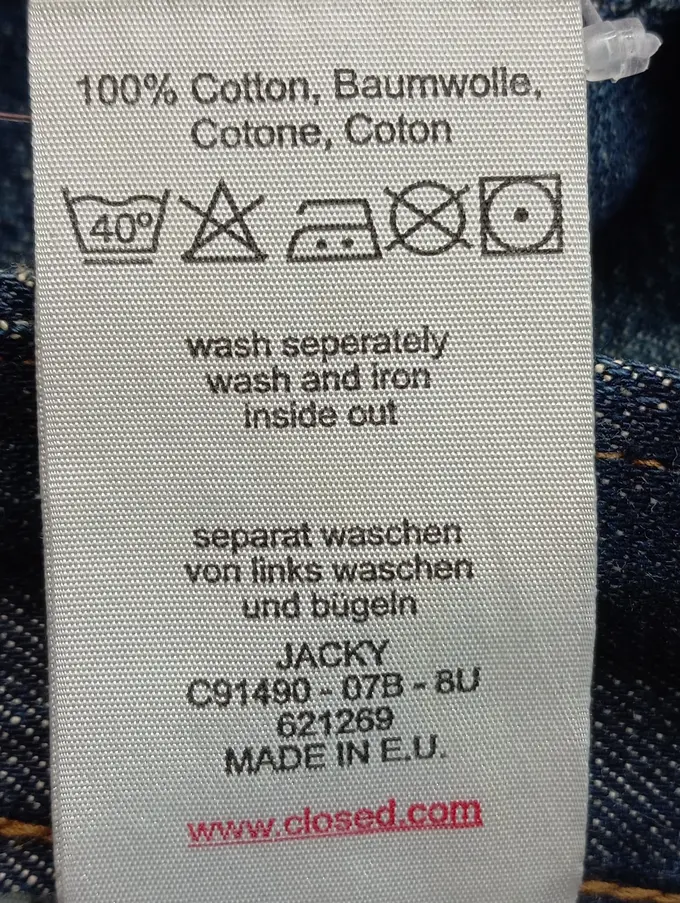 100% Cotton, Baumwolle,
Cotone, Coton
40°
wash seperately
wash and iron
inside out
separat waschen
von links waschen
und bügeln
JACKY
C91490 - 07B - 8U
621269
MADE IN E.U.
www.closed.com